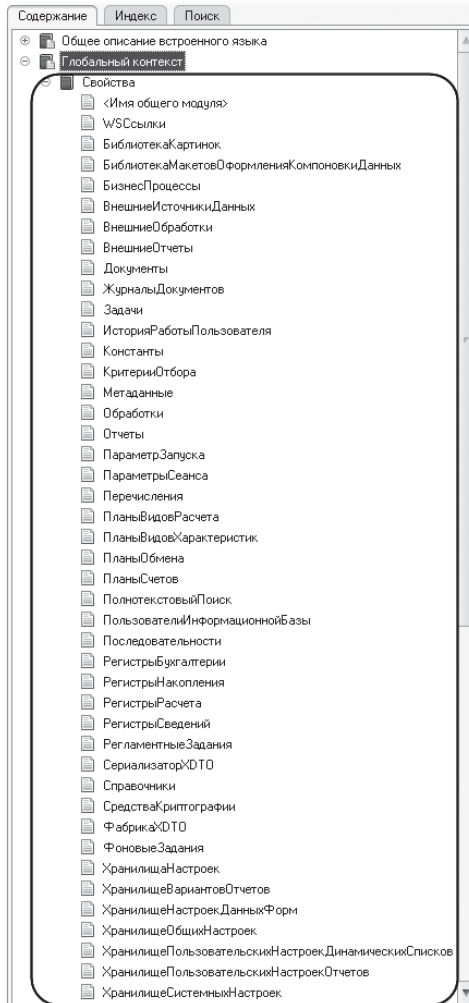 Содержание Индекс Поиск
Общее описание встроенного языка
Глобальный контекст
Свойства
<Имя общего модуля>
WSСсылки
БиблиотекаКартинок
БиблиотекаМакетовОформленияКомпоновкиДанных
БизнесПроцессы
ВнешниеИсточникиДанных
ВнешниеОбработки
ВнешниеОтчеты
Документы
ЖурналыДокументов
Задачи
ИсторияРаботыПользователя
Константы
КритерииОтбора
Метаданные
Обработки
Отчеты
ПараметрЗапуска
ПараметрыСеанса
Перечисления
ПланыВидовРасчета
ПланыВидовХарактеристик
ПланыОбмена
ПланыСчетов
ПолнотекстовыйПоиск
ПользователиИнформационнойБазы
Последовательности
РегистрыБухгалтерии
РегистрыНакопления
РегистрыРасчета
РегистрыСведений
РегламентныеЗадания
СериализаторXDTO
Справочники
СредстваКриптографии
ФабрикаXDTO
ФоновыеЗадания
ХранилищаНастроек
ХранилищеВариантовОтчетов
ХранилищеНастроекДанныхФорм
ХранилищеОбщихНастроек
ХранилищеПользовательскихНастроекДинамическихСписков
ХранилищеПользовательскихНастроекОтчетов
ХранилищеСистемныхНастроек